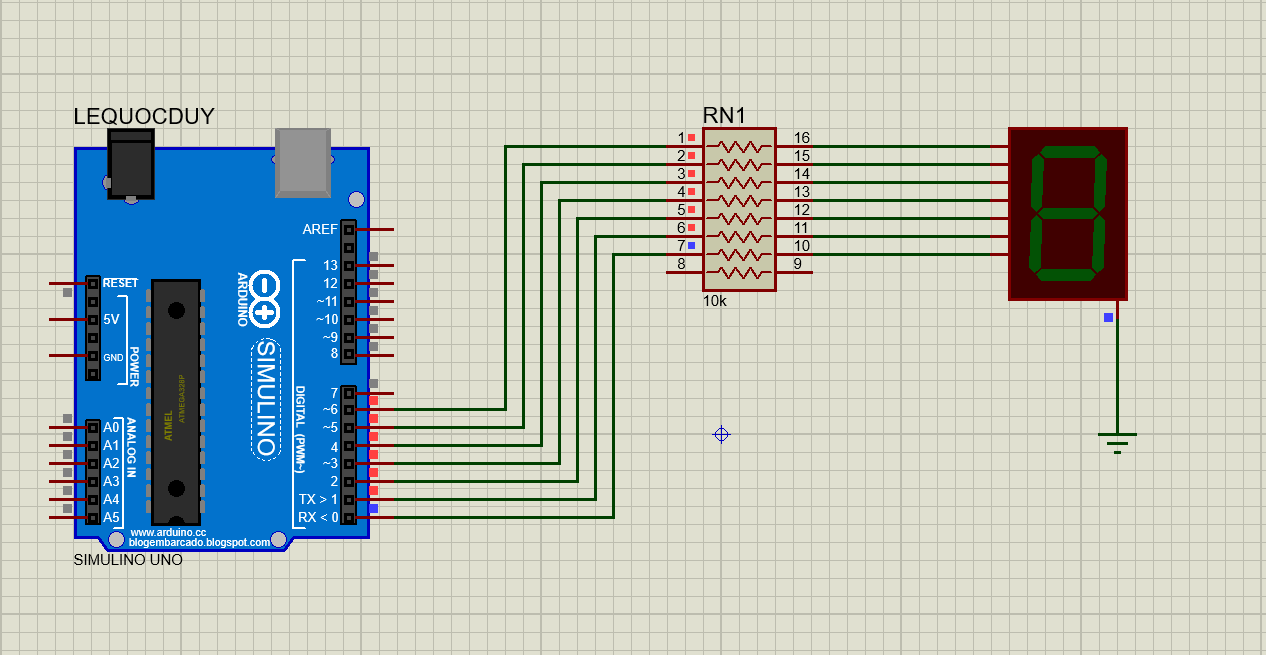 LEQUOCDUY
RN1
1
2
3
4
5
6
7
8
16
15
14
13
12
11
10
9
10k
AREF
13
12
~11
~10
~9
8
7
~6
~5
4
~3
2
TX > 1
RX < 0
RESET
5V
GND
POWER
A0
A1
A2
A3
A4
A5
ANALOG IN
ATMEL
ATMEGA328P
ARDUINO
SIMULINO
DIGITAL (PWM~)
www.arduino.cc
blogembarcado.blogspot.com
SIMULINO UNO